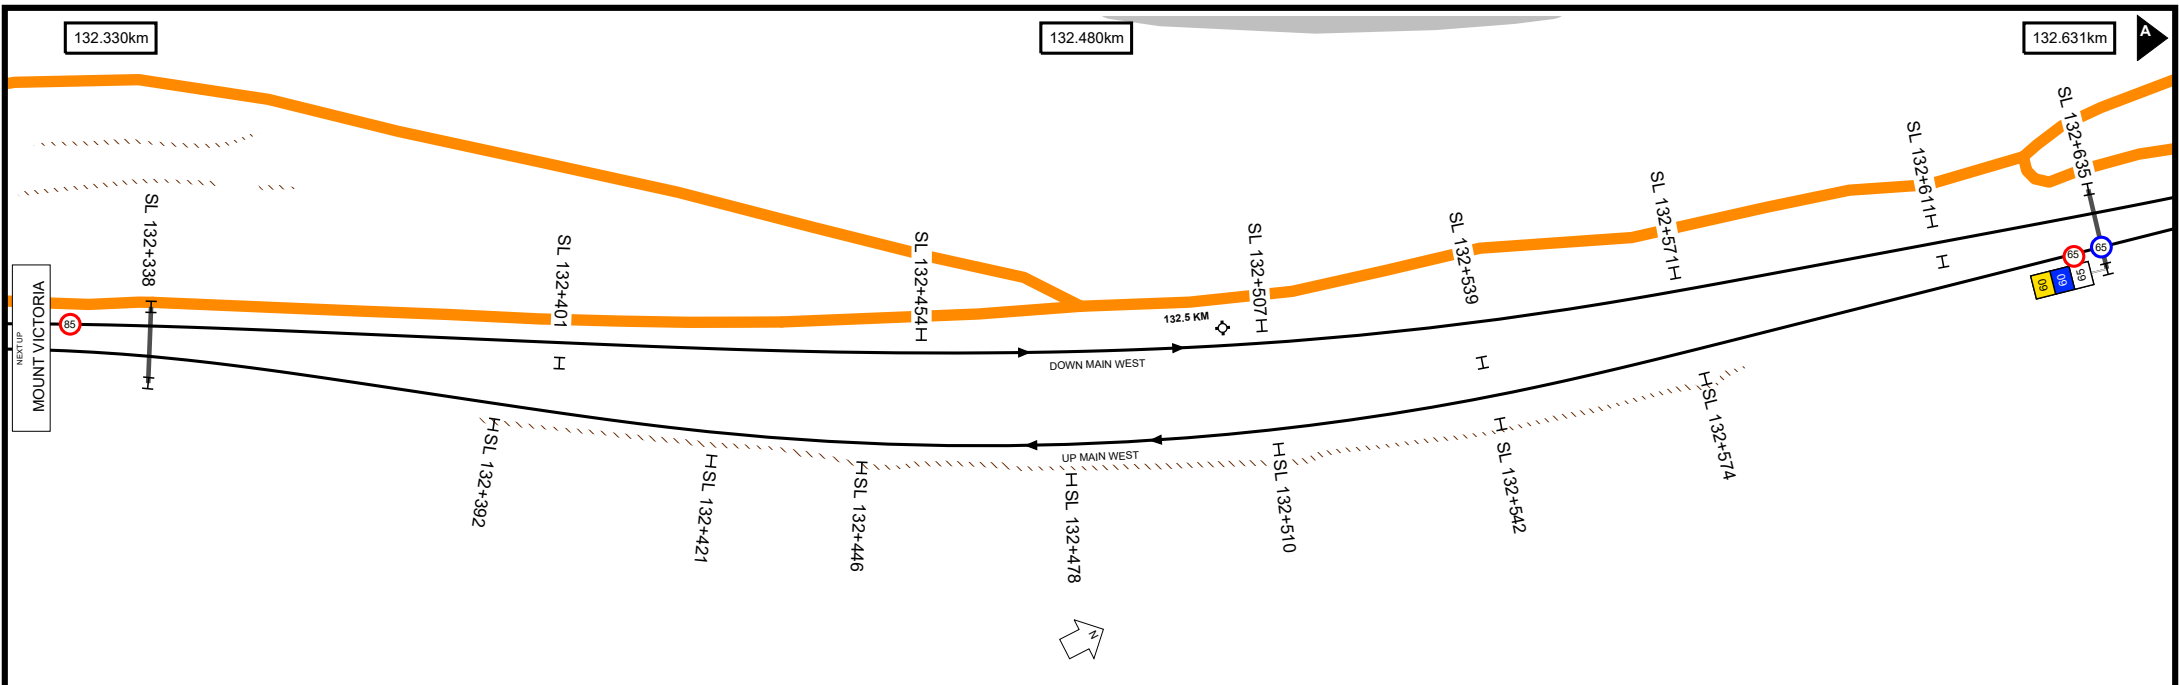 132.330km
132.480km
132.631km
A
SL 132+338
SL 132+401
SL 132+454
SL 132+507
SL 132+539
SL 132+571
SL 132+611
SL 132+635
NEXT UP
MOUNT VICTORIA
85
132.5 KM
DOWN MAIN WEST
UP MAIN WEST
65
65
60
60
65
SL 132+392
SL 132+421
SL 132+446
SL 132+478
SL 132+510
SL 132+542
SL 132+574
N